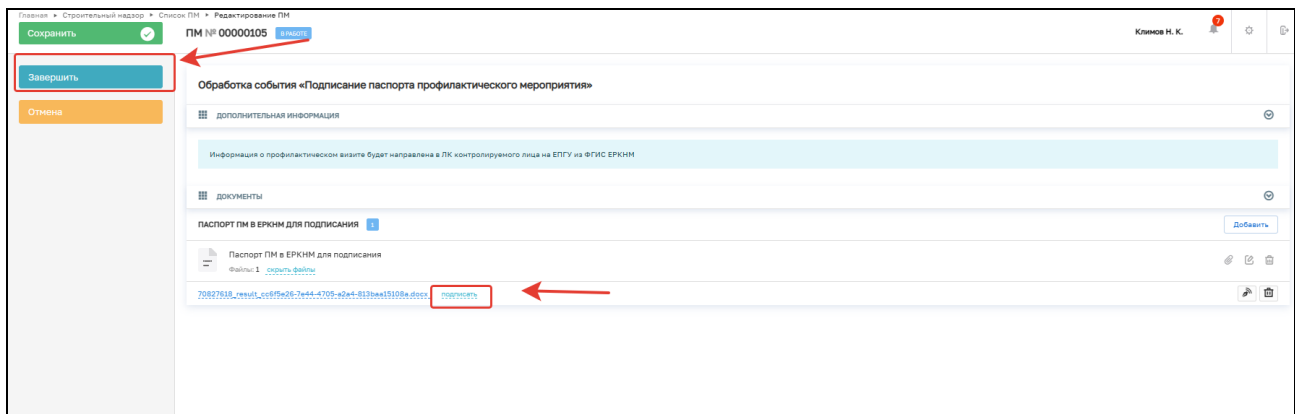 Главная ▸ Строительный надзор ▸ Список ПМ ▸ Редактирование ПМ
Сохранить
ПМ № 00000105 В РАБОТЕ
Климов Н. К.
7
Завершить
Отмена
Обработка события «Подписание паспорта профилактического мероприятия»
ДОПОЛНИТЕЛЬНАЯ ИНФОРМАЦИЯ
Информация о профилактическом визите будет направлена в ЛК контролируемого лица на ЕПГУ из ФГИС ЕРКНМ
ДОКУМЕНТЫ
ПАСПОРТ ПМ В ЕРКНМ ДЛЯ ПОДПИСАНИЯ 1
Добавить
Паспорт ПМ в ЕРКНМ для подписания
Файлы: 1 скрыть файлы
70827618_result_cc6f5e26-7e44-4705-a2a4-813baa15108a.docx подписать